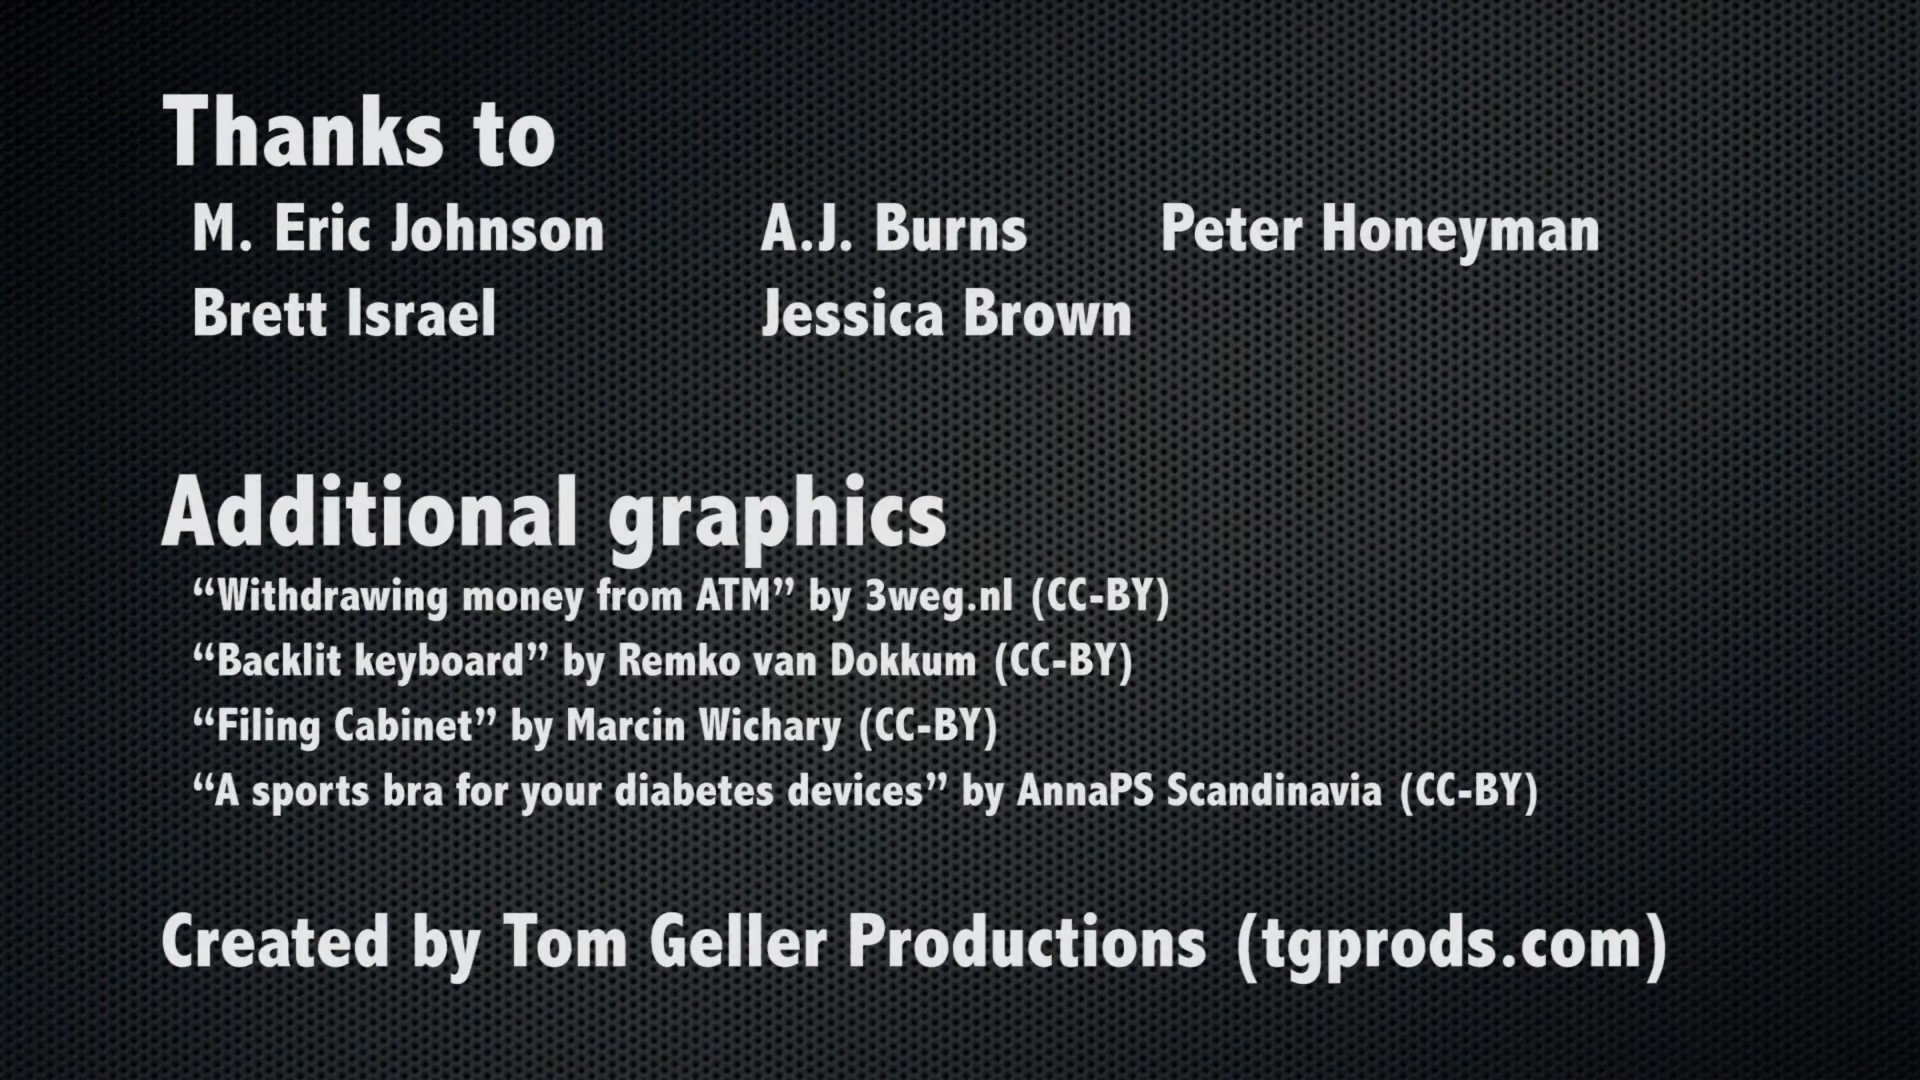 Thanks to
M. Eric Johnson A.J. Burns Peter Honeyman
Brett Israel Jessica Brown
Additional graphics
“Withdrawing money from ATM” by 3weg.nl (CC-BY)
“Backlit keyboard” by Remko van Dokkum (CC-BY)
“Filing Cabinet” by Marcin Wichary (CC-BY)
“A sports bra for your diabetes devices” by AnnaPS Scandinavia (CC-BY)
Created by Tom Geller Productions (tgprods.com)